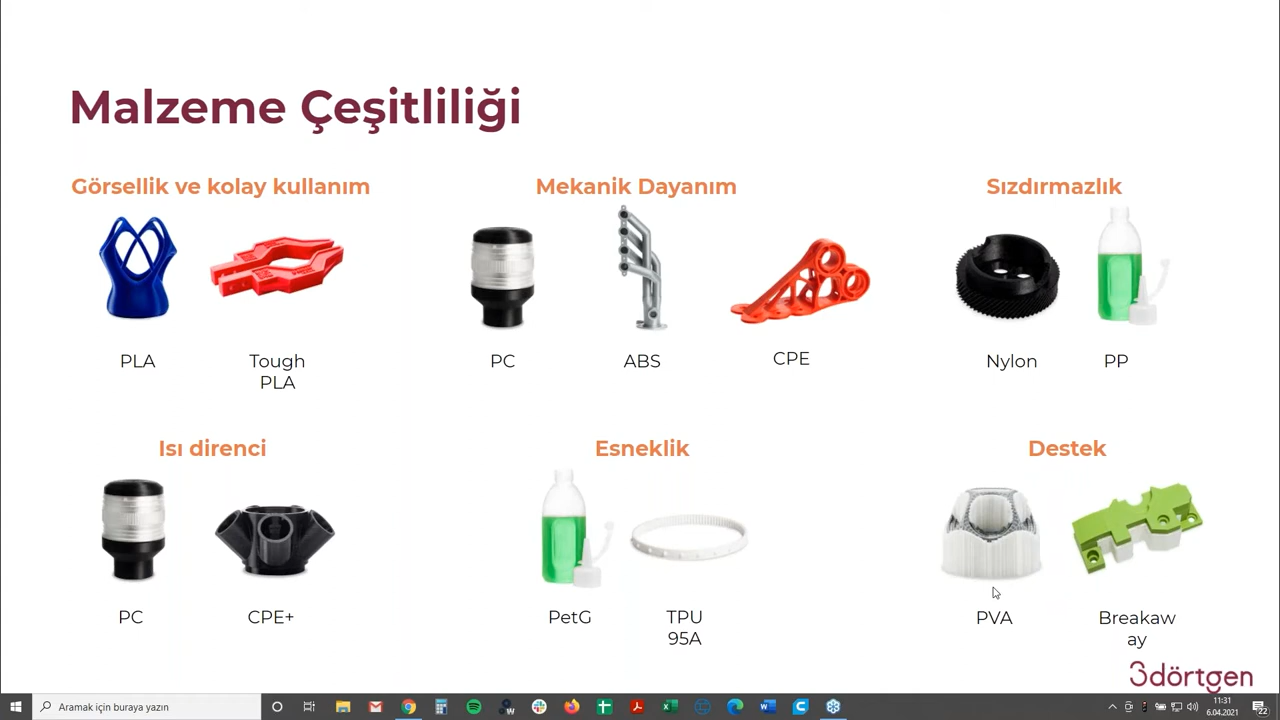 Malzeme Çeşitliliği
Görsellik ve kolay kullanım
Mekanik Dayanım
Sızdırmazlık
PLA
Tough
PLA
PC
ABS
CPE
Nylon
PP
Isı direnci
Esneklik
Destek
PC
CPE+
PetG
TPU
95A
PVA
Breakaw
ay
3dörtgen
Aramak için buraya yazın
11:31
6.04.2021
22